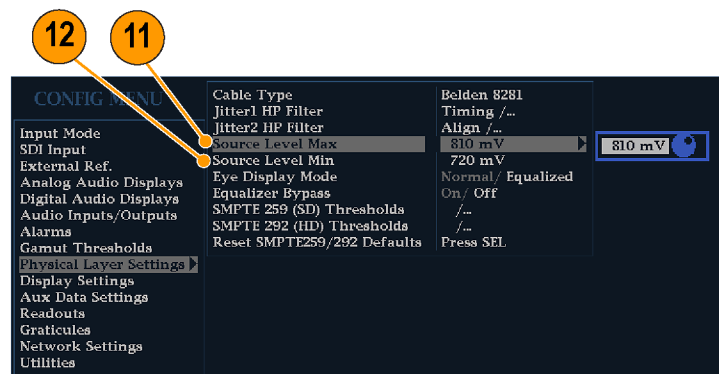 12 11
CONFIG MENU
Input Mode
SDI Input
External Ref.
Analog Audio Displays
Digital Audio Displays
Audio Inputs/Outputs
Alarms
Gamut Thresholds
Physical Layer Settings
Display Settings
Aux Data Settings
Readouts
Graticules
Network Settings
Utilities
Cable Type Belden 8281
Jitter1 HP Filter Timing /...
Jitter2 HP Filter Align /...
Source Level Max 810 mV 810 mV
Source Level Min 720 mV
Eye Display Mode Normal/ Equalized
Equalizer Bypass On/ Off
SMPTE 259 (SD) Thresholds /...
SMPTE 292 (HD) Thresholds /...
Reset SMPTE259/292 Defaults Press SEL